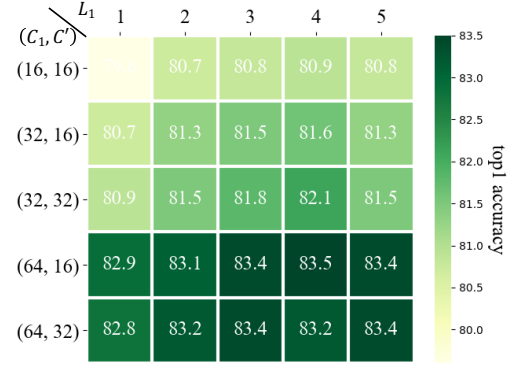 L₁ 1 2 3 4 5
(C₁, C′)
(16, 16) 80.7 80.8 80.9 80.8
(32, 16) 80.7 81.3 81.5 81.6 81.3
(32, 32) 80.9 81.5 81.8 82.1 81.5
(64, 16) 82.9 83.1 83.4 83.5 83.4
(64, 32) 82.8 83.2 83.4 83.2 83.4
83.5
83.0
82.5
82.0
81.5
81.0
80.5
80.0
top1 accuracy